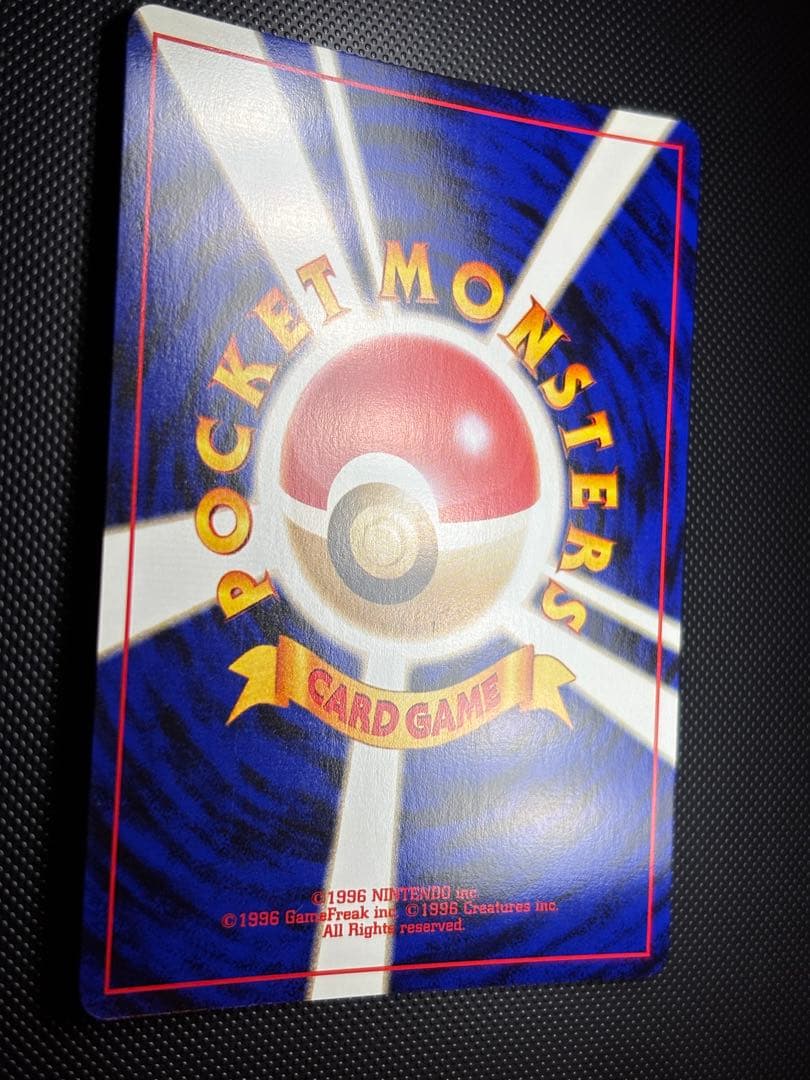 POCKET MONSTERS
CARD GAME
©1996 NINTENDO inc.
©1996 GameFreak inc. ©1996 Creatures inc.
All Rights reserved.